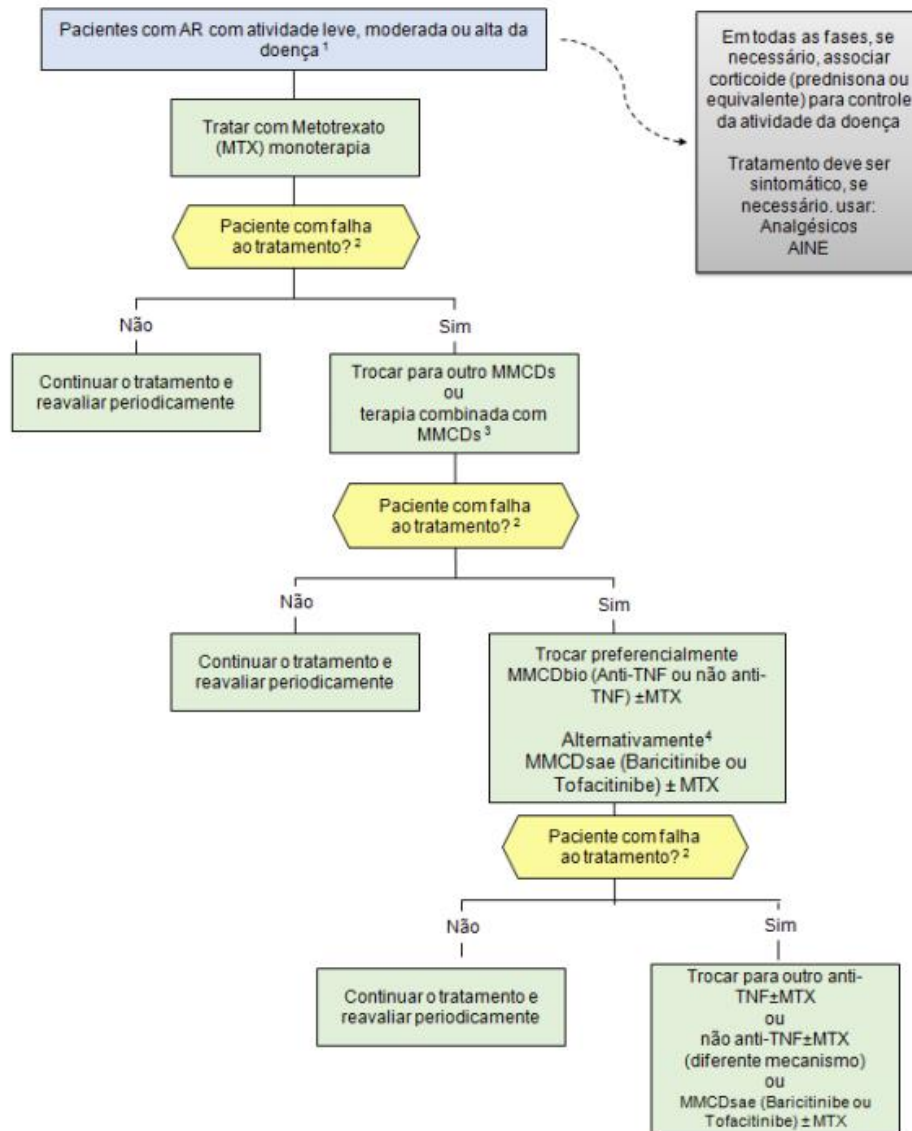 Pacientes com AR com atividade leve, moderada ou alta da
doença ¹
Em todas as fases, se
necessário, associar
corticoide (prednisona ou
equivalente) para controle
da atividade da doença
Tratamento deve ser
sintomático, se
necessário. usar:
Analgésicos
AINE
Tratar com Metotrexato
(MTX) monoterapia
Paciente com falha
ao tratamento? ²
Não
Sim
Continuar o tratamento e
reavaliar periodicamente
Trocar para outro MMCDs
ou
terapia combinada com
MMCDs ³
Paciente com falha
ao tratamento? ²
Não
Sim
Continuar o tratamento e
reavaliar periodicamente
Trocar preferencialmente
MMCDbio (Anti-TNF ou não anti-
TNF) ±MTX
Alternativamente⁴
MMCDsae (Baricitinibe ou
Tofacitinibe) ± MTX
Paciente com falha
ao tratamento? ²
Não
Sim
Continuar o tratamento e
reavaliar periodicamente
Trocar para outro anti-
TNF±MTX
ou
não anti-TNF±MTX
(diferente mecanismo)
ou
MMCDsae (Baricitinibe ou
Tofacitinibe) ± MTX